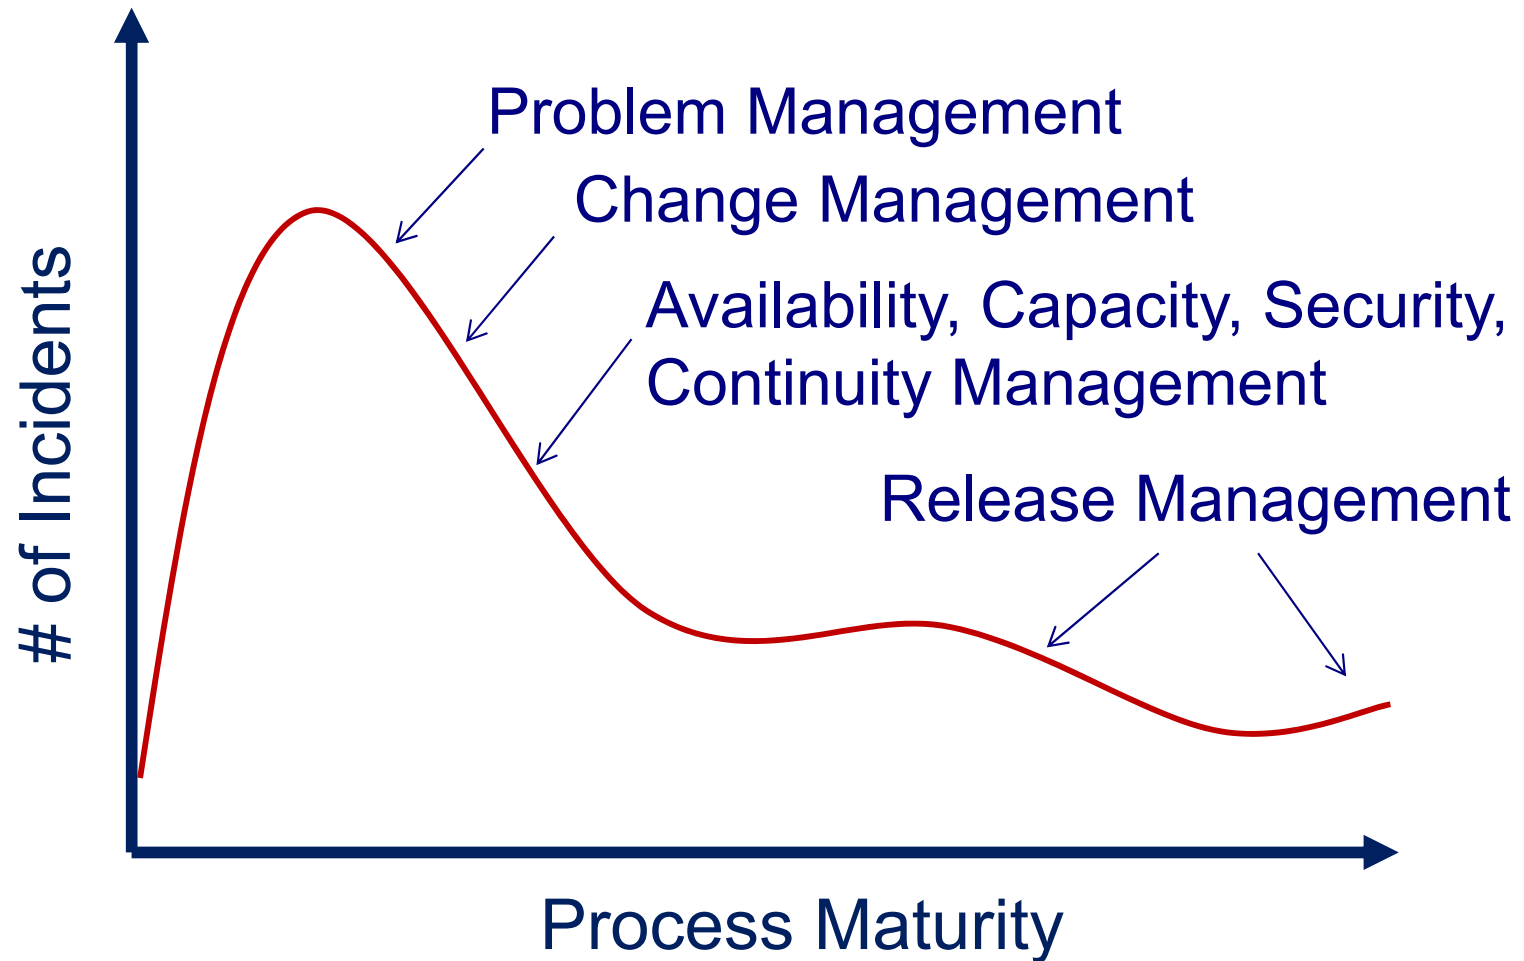 Problem Management
Change Management
Availability, Capacity, Security,
Continuity Management
Release Management
# of Incidents
Process Maturity